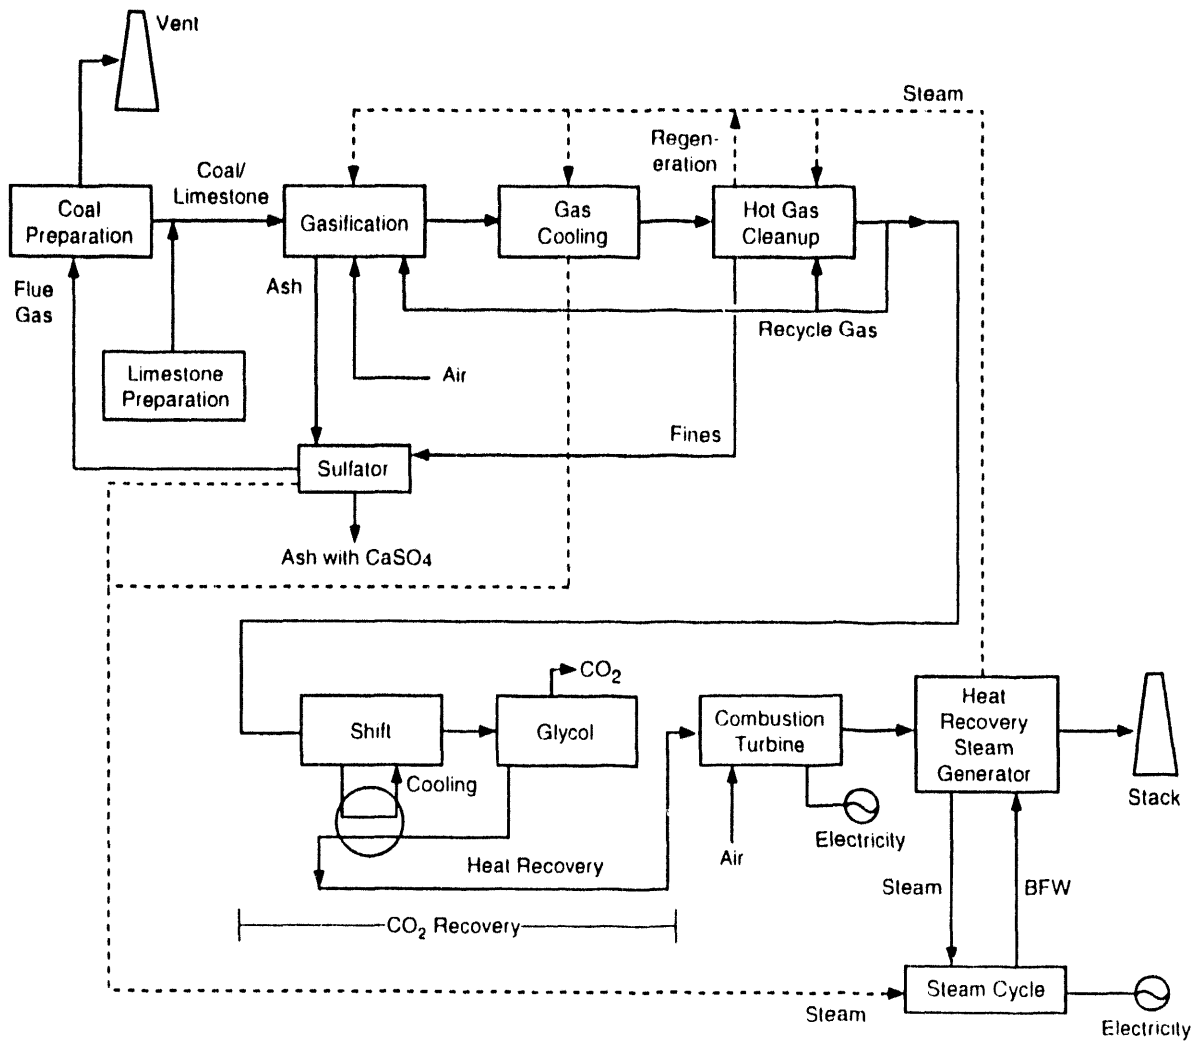 Vent
Steam
Regen-
eration
Coal/
Limestone
Coal
Preparation
Gasification
Gas
Cooling
Hot Gas
Cleanup
Flue
Gas
Ash
Recycle Gas
Limestone
Preparation
Air
Fines
Sulfator
Ash with CaSO4
CO2
Shift
Glycol
Cooling
Combustion
Turbine
Heat
Recovery
Steam
Generator
Stack
Electricity
Air
Heat Recovery
Steam
BFW
CO2 Recovery
Steam Cycle
Steam
Electricity